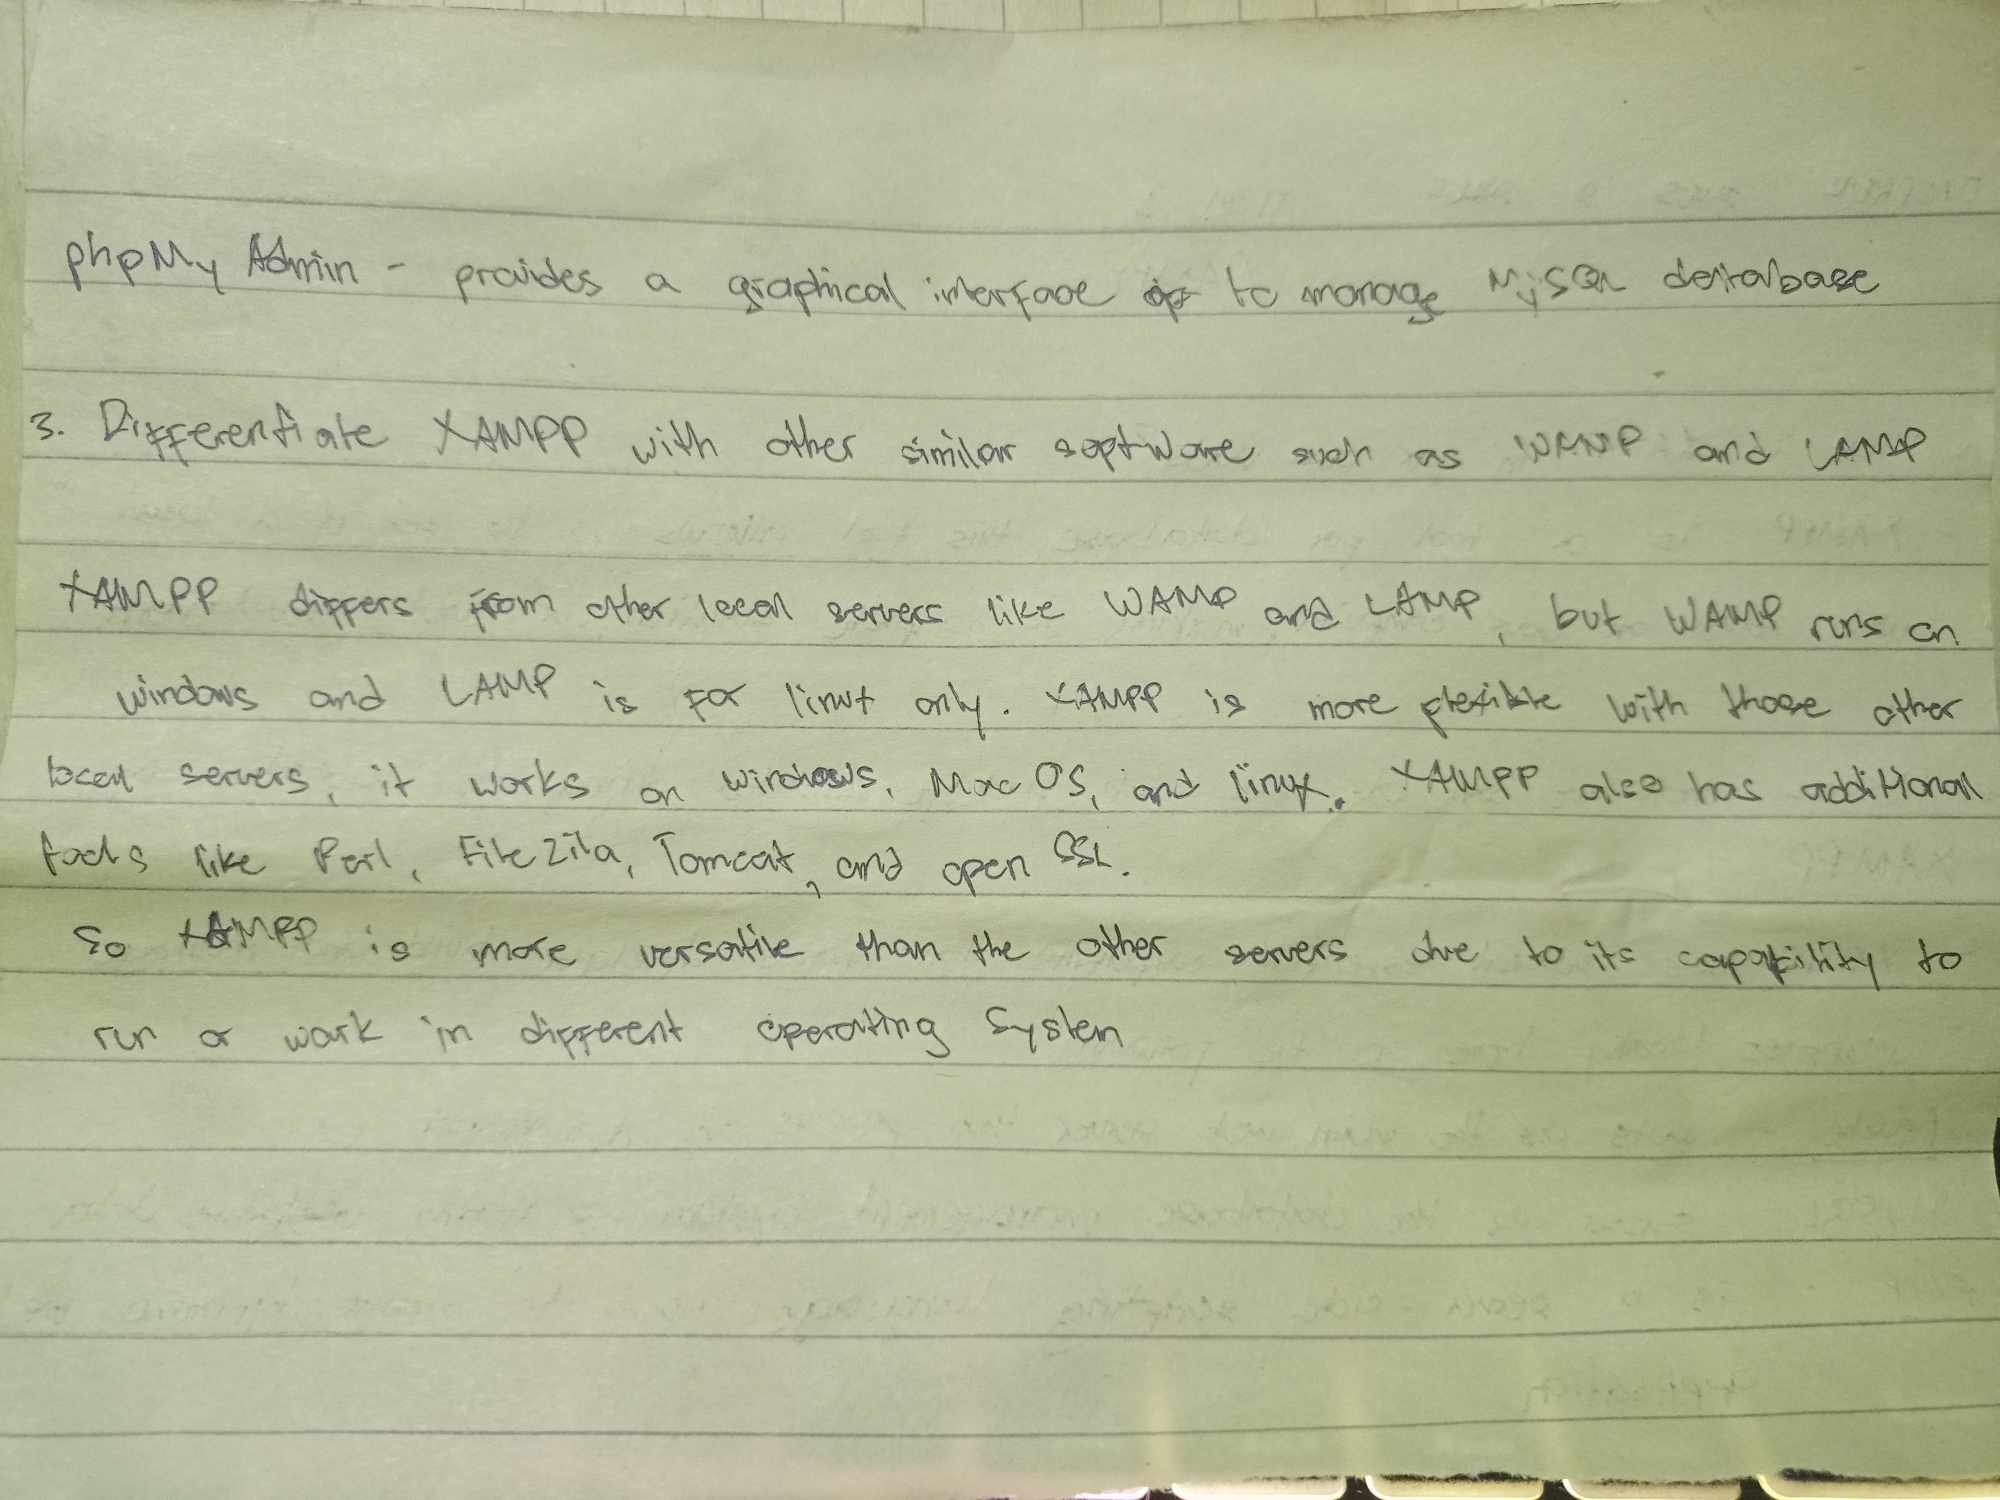 phpMy Admin - provides a graphical interface to manage MySQL database
3. Differentiate XAMPP with other similar software such as WAMP and LAMP
XAMPP differs from other local servers like WAMP and LAMP, but WAMP runs on
windows and LAMP is for linux only. XAMPP is more flexible with those other
local servers, it works on windows, Mac OS, and linux. XAMPP also has additional
tools like Perl, File Zilla, Tomcat, and open SSL.
So XAMPP is more versatile than the other servers due to its capability to
run or work in different operating system